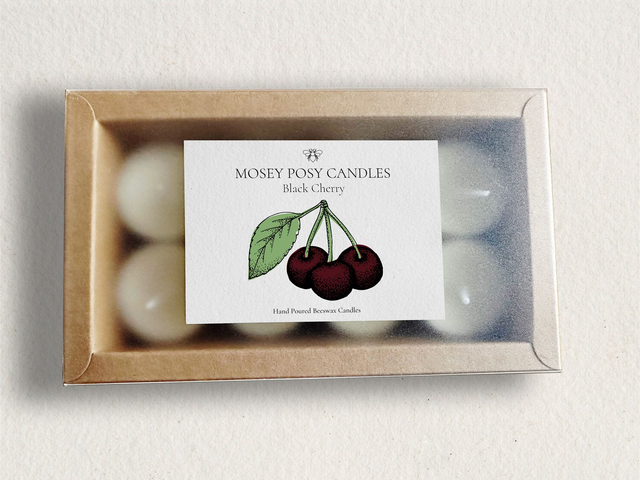 MOSEY POSY CANDLES
Black Cherry
Hand Poured Beeswax Candles